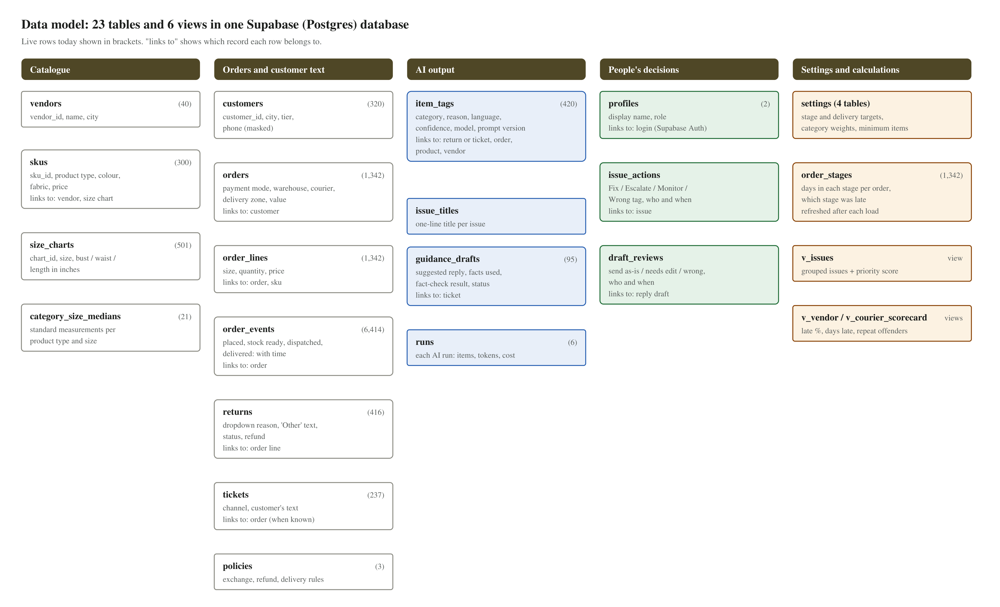 Data model: 23 tables and 6 views in one Supabase (Postgres) database
Live rows today shown in brackets. "links to" shows which record each row belongs to.
Catalogue
vendors (40)
vendor_id, name, city
skus (300)
sku_id, product type, colour,
fabric, price
links to: vendor, size chart
size_charts (501)
chart_id, size, bust / waist /
length in inches
category_size_medians (21)
standard measurements per
product type and size
Orders and customer text
customers (320)
customer_id, city, tier,
phone (masked)
orders (1,342)
payment mode, warehouse, courier,
delivery zone, value
links to: customer
order_lines (1,342)
size, quantity, price
links to: order, sku
order_events (6,414)
placed, stock ready, dispatched,
delivered: with time
links to: order
returns (416)
dropdown reason, 'Other' text,
status, refund
links to: order line
tickets (237)
channel, customer's text
links to: order (when known)
policies (3)
exchange, refund, delivery rules
AI output
item_tags (420)
category, reason, language,
confidence, model, prompt version
links to: return or ticket, order,
product, vendor
issue_titles
one-line title per issue
guidance_drafts (95)
suggested reply, facts used,
fact-check result, status
links to: ticket
runs (6)
each AI run: items, tokens, cost
People's decisions
profiles (2)
display name, role
links to: login (Supabase Auth)
issue_actions
Fix / Escalate / Monitor /
Wrong tag, who and when
links to: issue
draft_reviews
send as-is / needs edit / wrong,
who and when
links to: reply draft
Settings and calculations
settings (4 tables)
stage and delivery targets,
category weights, minimum items
order_stages (1,342)
days in each stage per order,
which stage was late
refreshed after each load
v_issues view
grouped issues + priority score
v_vendor / v_courier_scorecard views
late %, days late, repeat offenders